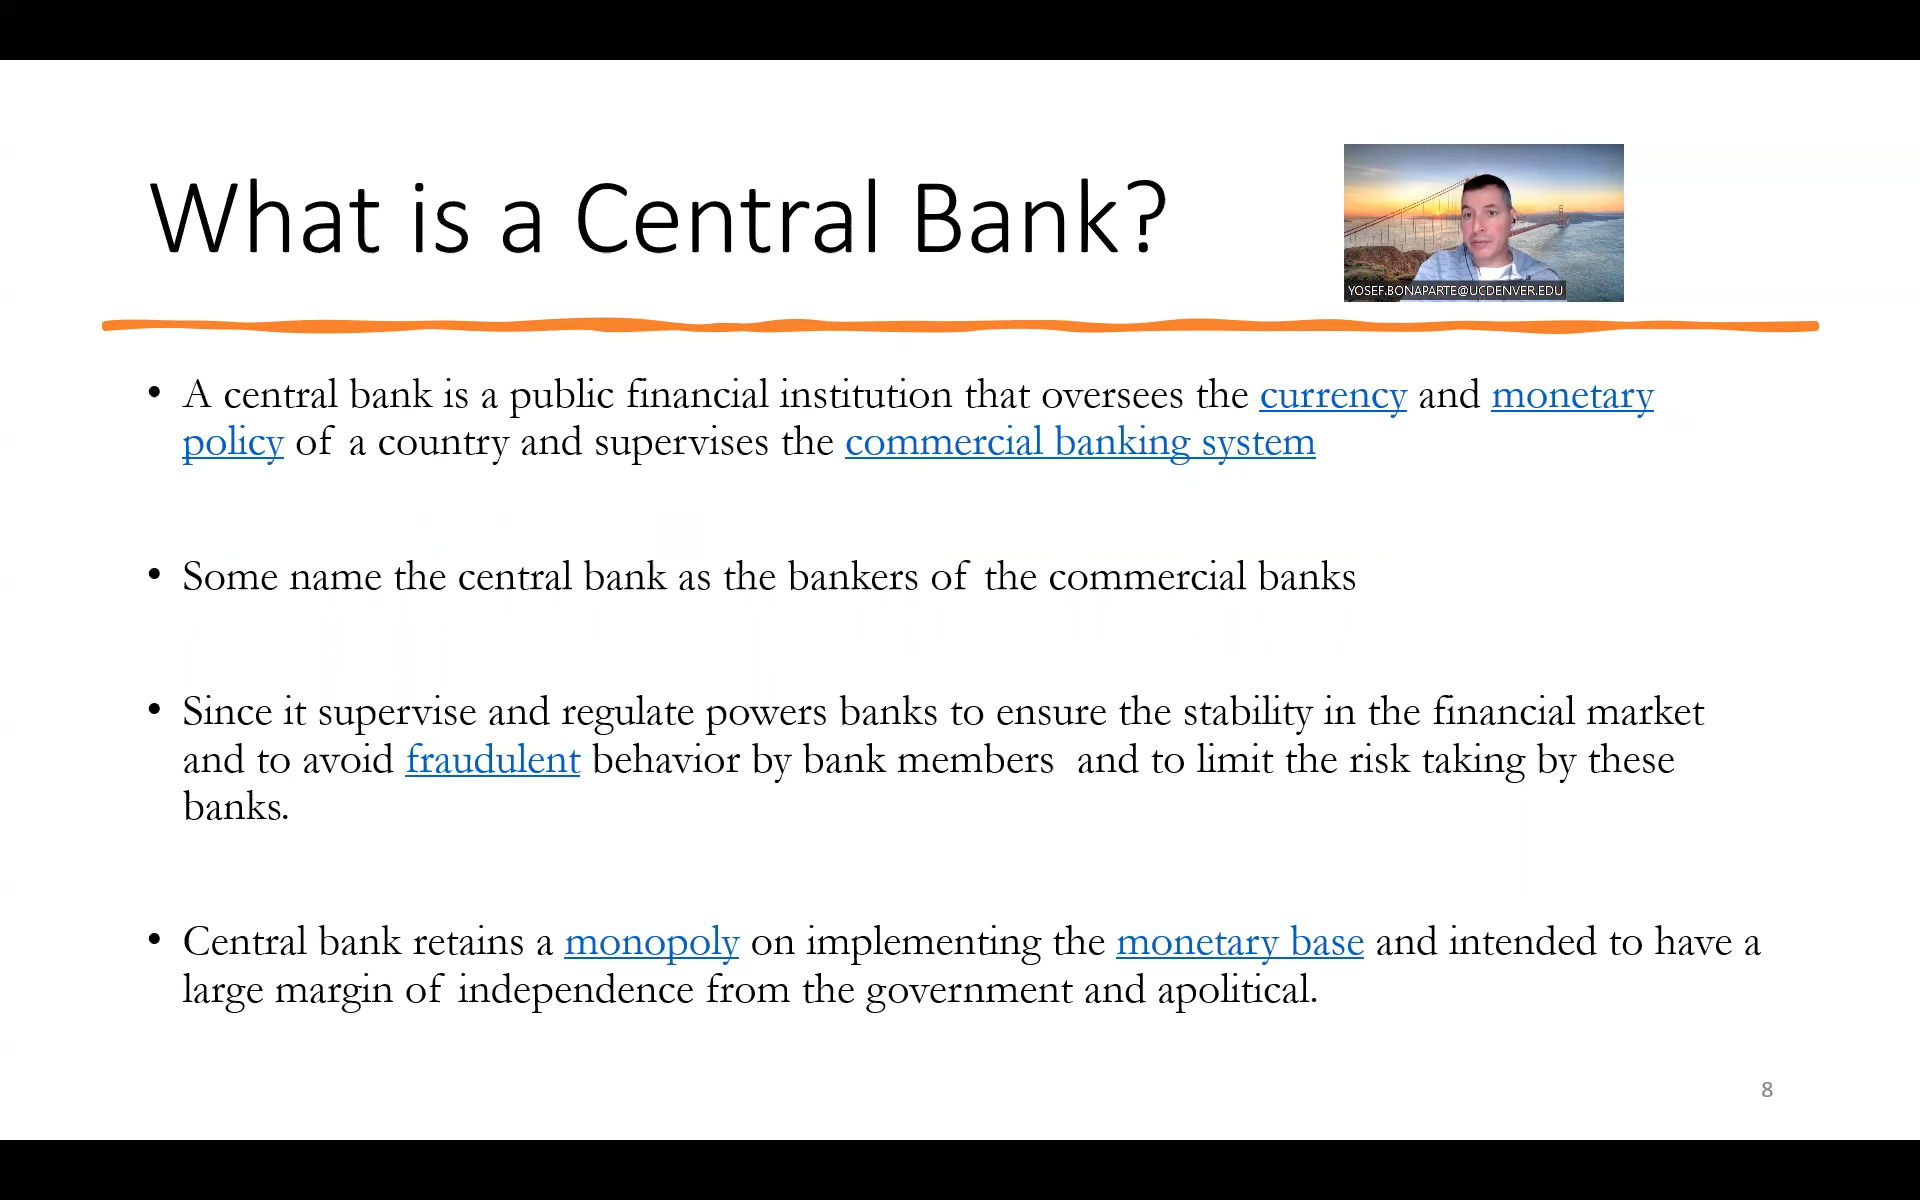 What is a Central Bank?
YOSEF.BONAPARTE@UCDENVER.EDU
• A central bank is a public financial institution that oversees the currency and monetary
policy of a country and supervises the commercial banking system
• Some name the central bank as the bankers of the commercial banks
• Since it supervise and regulate powers banks to ensure the stability in the financial market
and to avoid fraudulent behavior by bank members and to limit the risk taking by these
banks.
• Central bank retains a monopoly on implementing the monetary base and intended to have a
large margin of independence from the government and apolitical.
8